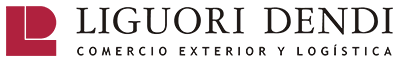 LIGUORI DENDI
COMERCIO EXTERIOR Y LOGÍSTICA